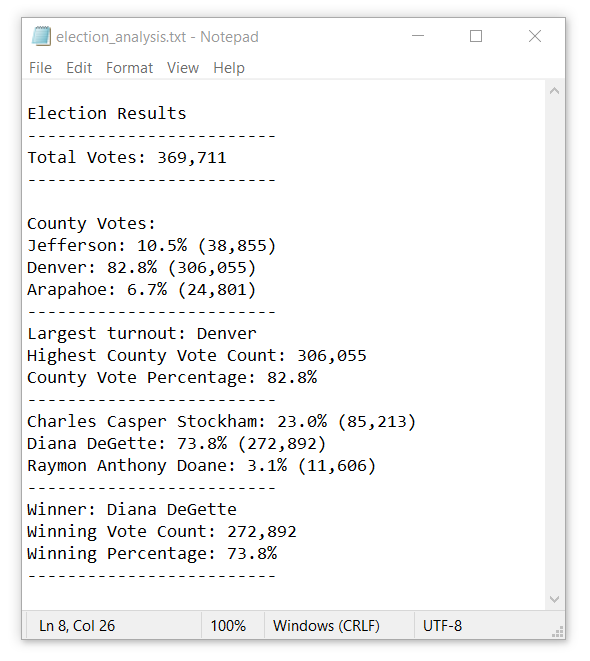 election_analysis.txt - Notepad
File Edit Format View Help
Election Results
-------------------------
Total Votes: 369,711
-------------------------
County Votes:
Jefferson: 10.5% (38,855)
Denver: 82.8% (306,055)
Arapahoe: 6.7% (24,801)
-------------------------
Largest turnout: Denver
Highest County Vote Count: 306,055
County Vote Percentage: 82.8%
-------------------------
Charles Casper Stockham: 23.0% (85,213)
Diana DeGette: 73.8% (272,892)
Raymon Anthony Doane: 3.1% (11,606)
-------------------------
Winner: Diana DeGette
Winning Vote Count: 272,892
Winning Percentage: 73.8%
-------------------------
Ln 8, Col 26 100% Windows (CRLF) UTF-8